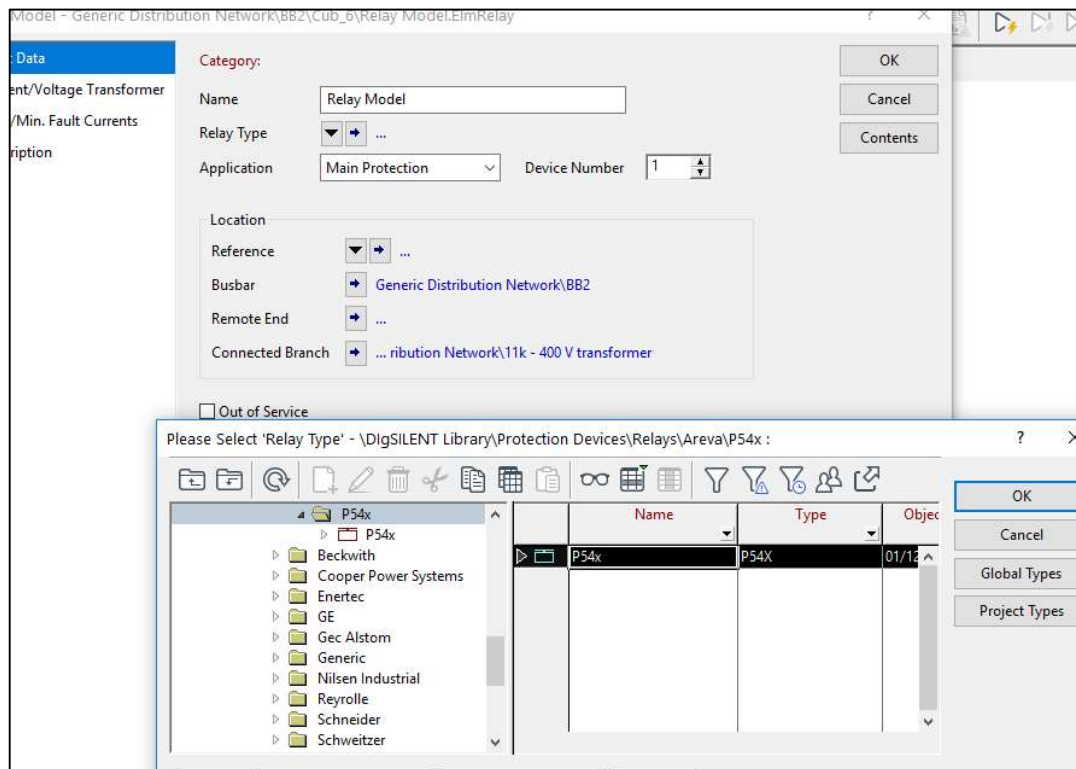 Model - Generic Distribution Network\BB2\Cub_6\Relay Model.ElmRelay ? ×
Data
Category:
OK
ent/Voltage Transformer
Name Relay Model
Cancel
/Min. Fault Currents
Relay Type ...
Contents
ription
Application Main Protection Device Number 1
Location
Reference ...
Busbar Generic Distribution Network\BB2
Remote End ...
Connected Branch ... ribution Network\11k - 400 V transformer
Out of Service
Please Select 'Relay Type' - \DIgSILENT Library\Protection Devices\Relays\Areva\P54x : ? ×
OK
Cancel
Global Types
Project Types
P54x
P54x
Beckwith
Cooper Power Systems
Enertec
GE
Gec Alstom
Generic
Nilsen Industrial
Reyrolle
Schneider
Schweitzer
Name Type Objec
P54x P54X 01/12